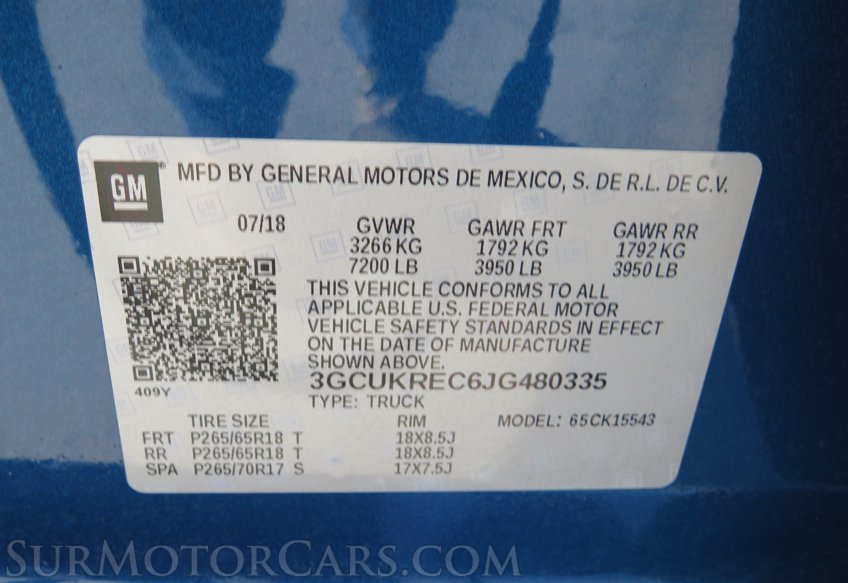 GM
MFD BY GENERAL MOTORS DE MEXICO, S. DE R.L. DE C.V.
07/18 GVWR GAWR FRT GAWR RR
3266 KG 1792 KG 1792 KG
7200 LB 3950 LB 3950 LB
THIS VEHICLE CONFORMS TO ALL
APPLICABLE U.S. FEDERAL MOTOR
VEHICLE SAFETY STANDARDS IN EFFECT
ON THE DATE OF MANUFACTURE
SHOWN ABOVE.
3GCUKREC6JG480335
409Y
TYPE: TRUCK
TIRE SIZE RIM MODEL: 65CK15543
FRT P265/65R18 T 18X8.5J
RR P265/65R18 T 18X8.5J
SPA P265/70R17 S 17X7.5J
SURMOTORCARS.COM